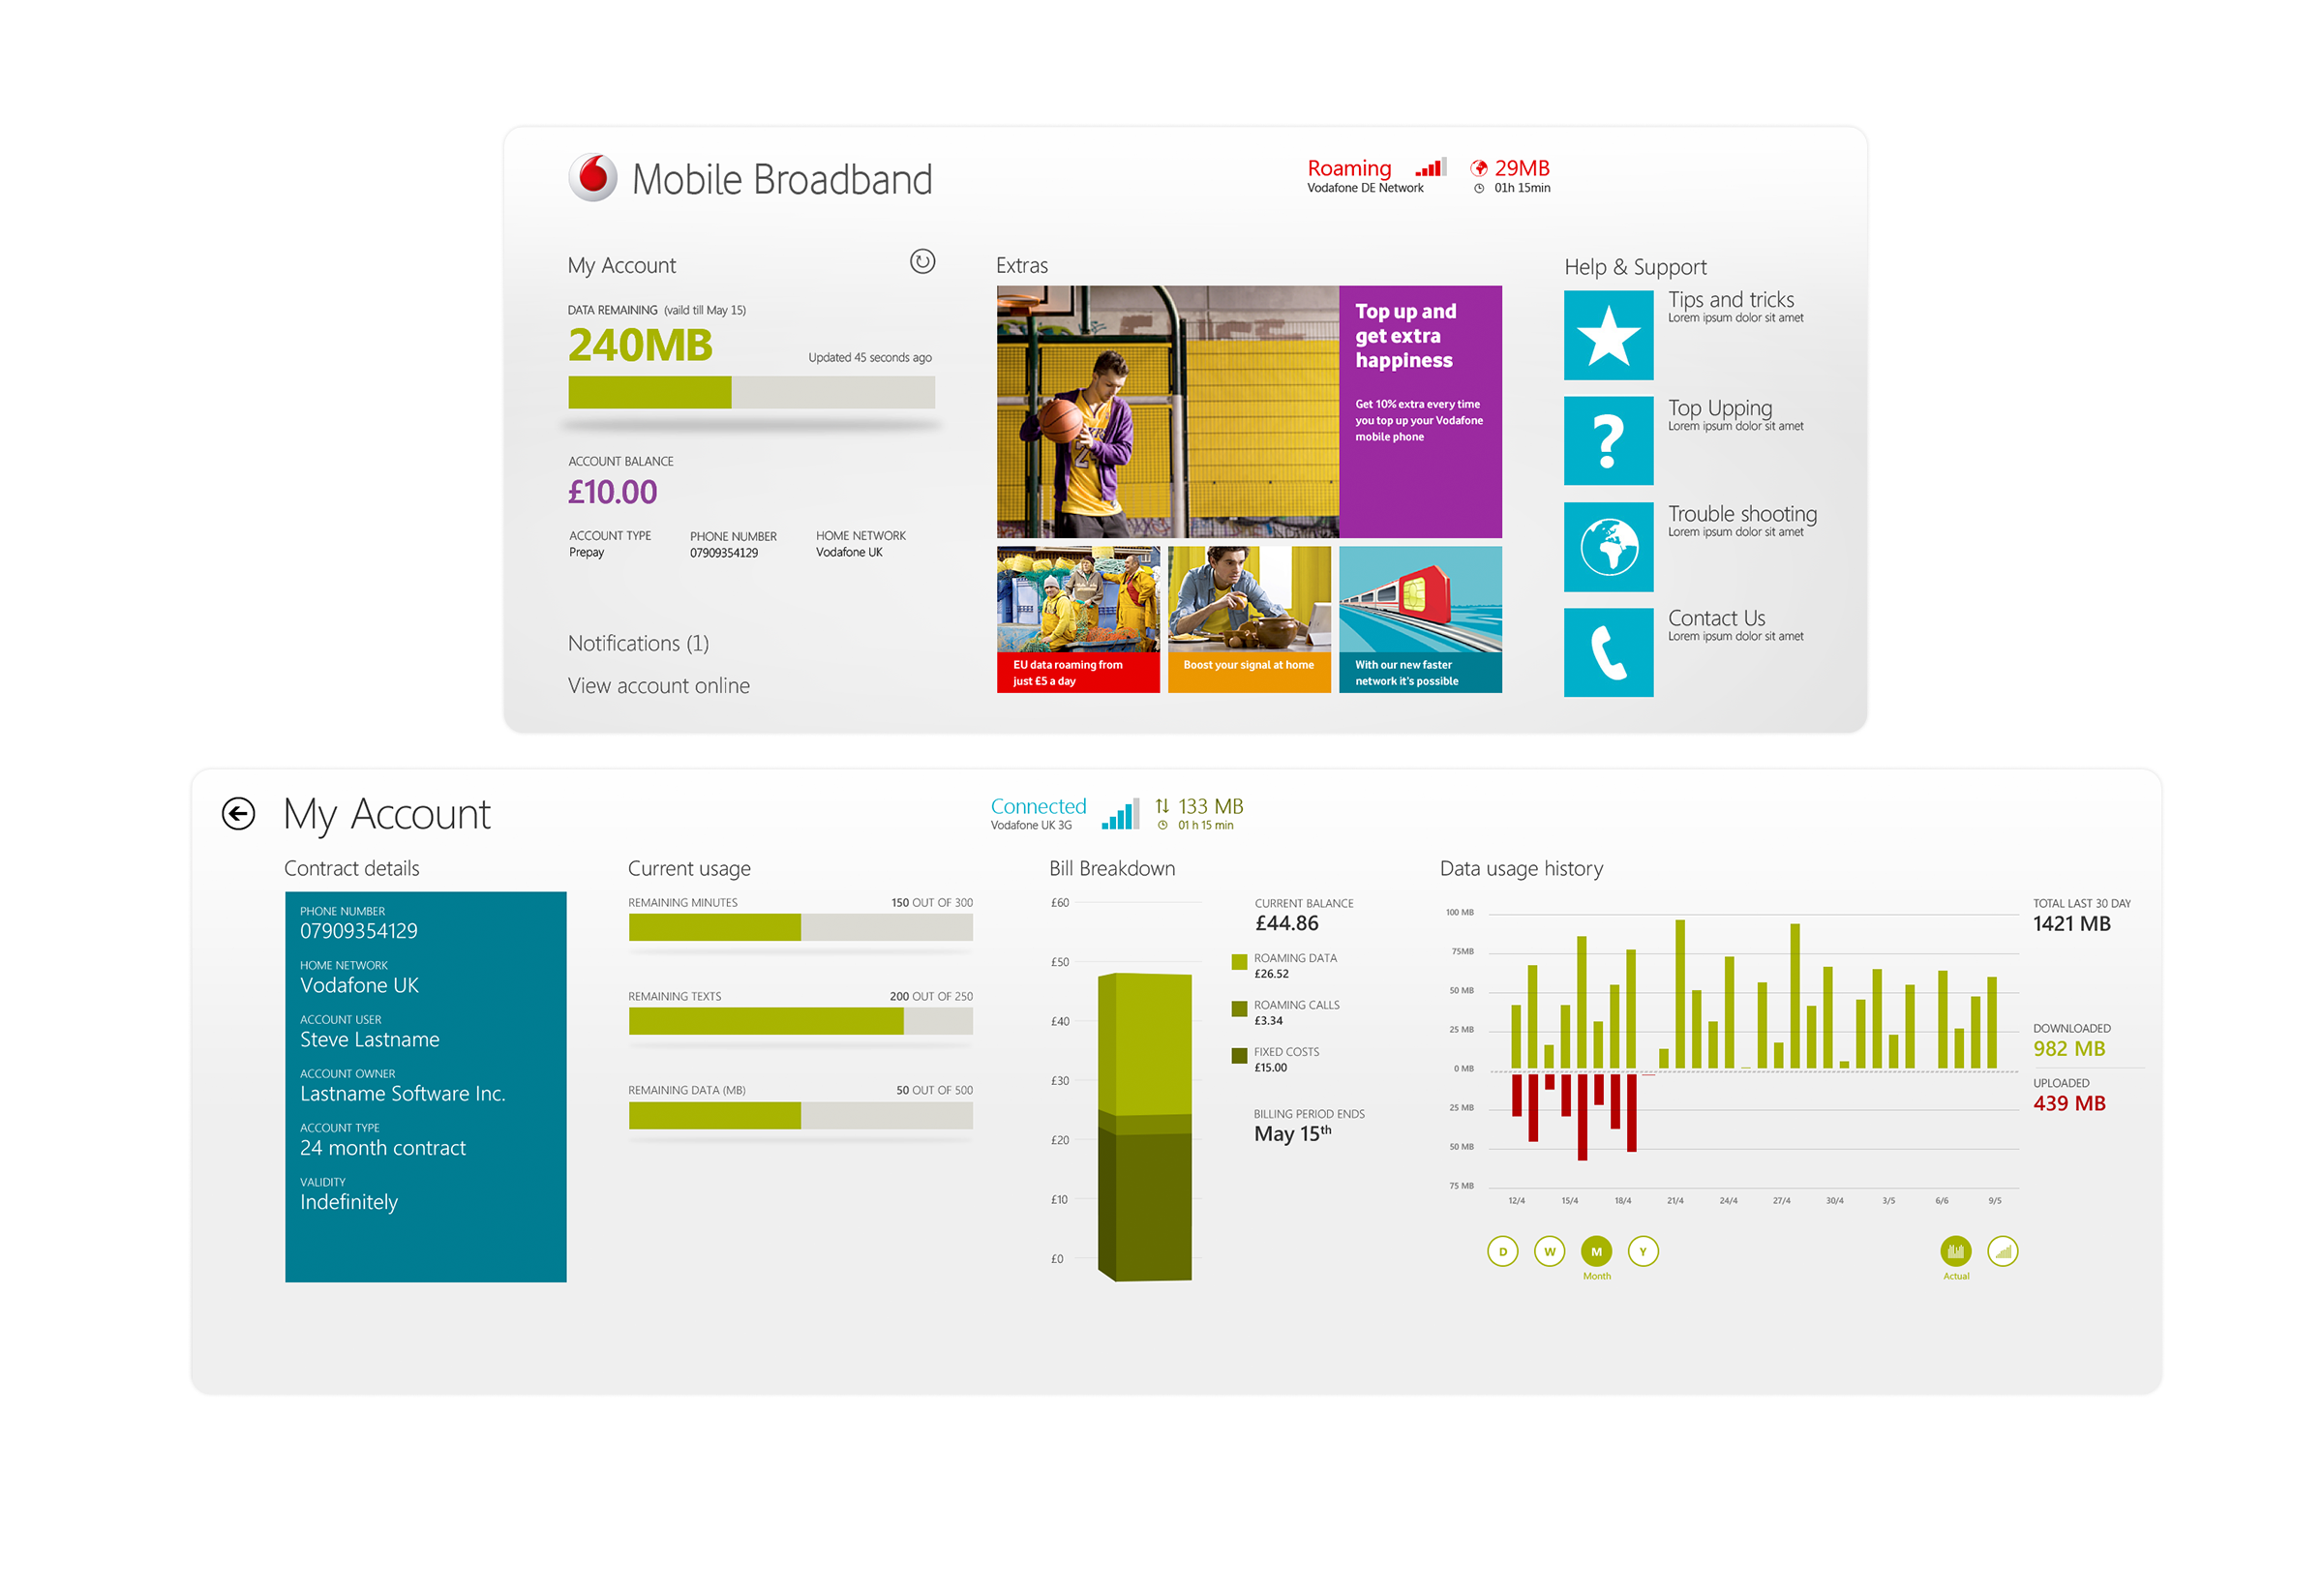 Mobile Broadband
Roaming
Vodafone DE Network
29MB
01h 15min
My Account
DATA REMAINING (vaild till May 15)
240MB
Updated 45 seconds ago
ACCOUNT BALANCE
£10.00
ACCOUNT TYPE
Prepay
PHONE NUMBER
07909354129
HOME NETWORK
Vodafone UK
Notifications (1)
View account online
Extras
Top up and
get extra
happiness
Get 10% extra every time
you top up your Vodafone
mobile phone
EU data roaming from
just £5 a day
Boost your signal at home
With our new faster
network it's possible
Help & Support
Tips and tricks
Lorem ipsum dolor sit amet
Top Upping
Lorem ipsum dolor sit amet
Trouble shooting
Lorem ipsum dolor sit amet
Contact Us
Lorem ipsum dolor sit amet
My Account
Connected
Vodafone UK 3G
133 MB
01 h 15 min
Contract details
PHONE NUMBER
07909354129
HOME NETWORK
Vodafone UK
ACCOUNT USER
Steve Lastname
ACCOUNT OWNER
Lastname Software Inc.
ACCOUNT TYPE
24 month contract
VALIDITY
Indefinitely
Current usage
REMAINING MINUTES 150 OUT OF 300
REMAINING TEXTS 200 OUT OF 250
REMAINING DATA (MB) 50 OUT OF 500
Bill Breakdown
£60
£50
£40
£30
£20
£10
£0
CURRENT BALANCE
£44.86
ROAMING DATA
£26.52
ROAMING CALLS
£3.34
FIXED COSTS
£15.00
BILLING PERIOD ENDS
May 15th
Data usage history
100 MB
75MB
50 MB
25 MB
0 MB
25 MB
50 MB
75 MB
12/4 15/4 18/4 21/4 24/4 27/4 30/4 3/5 6/6 9/5
D W M Y
Month
Actual
TOTAL LAST 30 DAY
1421 MB
DOWNLOADED
982 MB
UPLOADED
439 MB